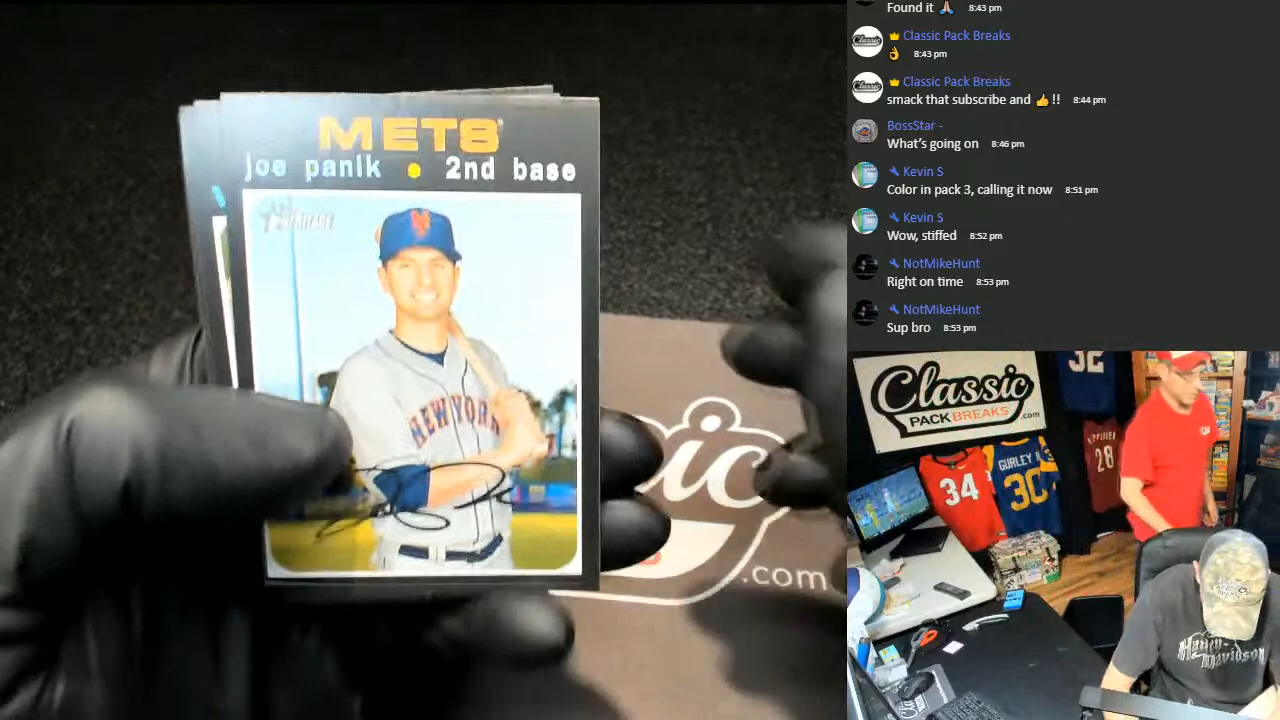 METS
joe panik • 2nd base
HERITAGE
NEW YORK
ic
.com
Found it 🙏 8:43 pm
Classic Pack Breaks
👌 8:43 pm
Classic Pack Breaks
smack that subscribe and 👍!! 8:44 pm
BossStar -
What's going on 8:46 pm
Kevin S
Color in pack 3, calling it now 8:51 pm
Kevin S
Wow, stiffed 8:52 pm
NotMikeHunt
Right on time 8:53 pm
NotMikeHunt
Sup bro 8:53 pm
Classic
PACK BREAKS.com
32
34
GURLEY II
30
28
Harley-Davidson